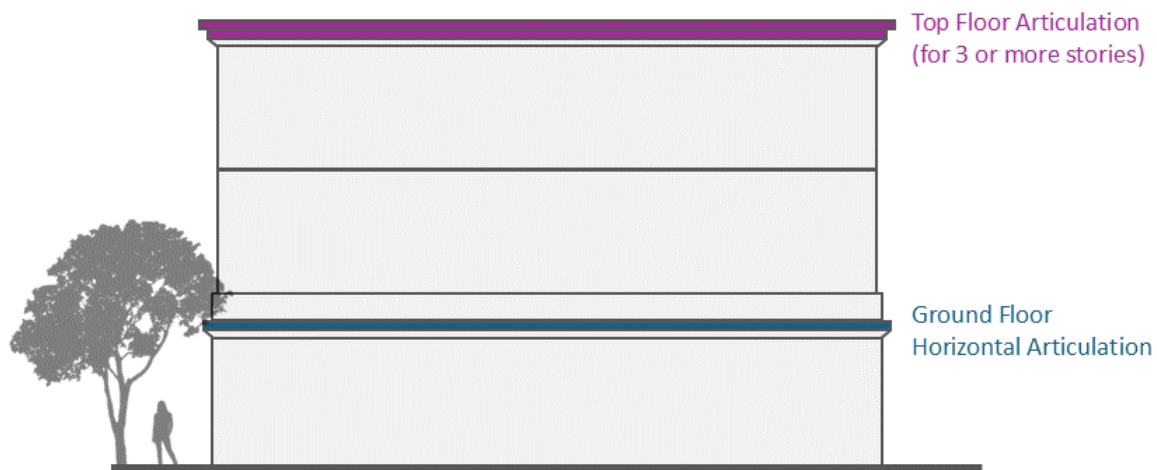 Top Floor Articulation
(for 3 or more stories)
Ground Floor
Horizontal Articulation